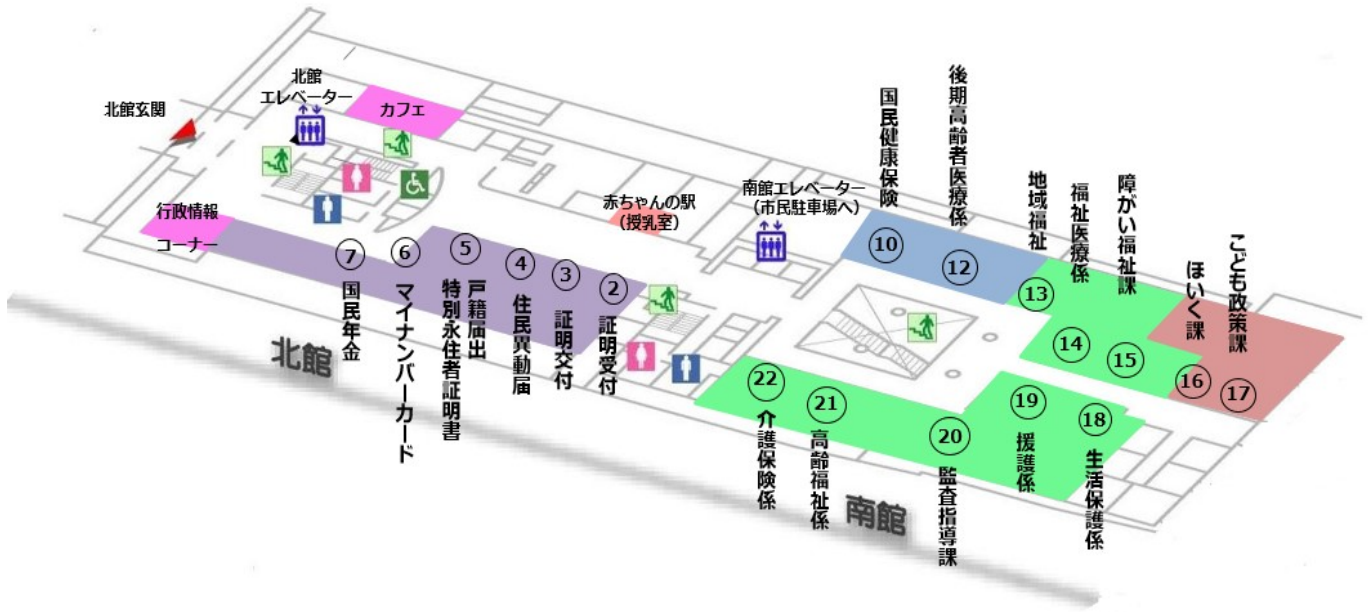 北館玄関
北館
エレベーター
カフェ
行政情報
コーナー
赤ちゃんの駅
(授乳室)
南館エレベーター
(市民駐車場へ)
⑦
国民年金
⑥
マイナンバーカード
⑤
戸籍届出
特別永住者証明書
④
住民異動届
③
証明交付
②
証明受付
北館
国民健康保険
⑩
後期高齢者医療係
⑫
地域福祉
⑬
福祉医療係
⑭
障がい福祉課
⑮
ほいく課
⑯
こども政策課
⑰
㉒
介護保険係
㉑
高齢福祉係
⑳
監査指導課
⑲
援護係
⑱
生活保護係
南館